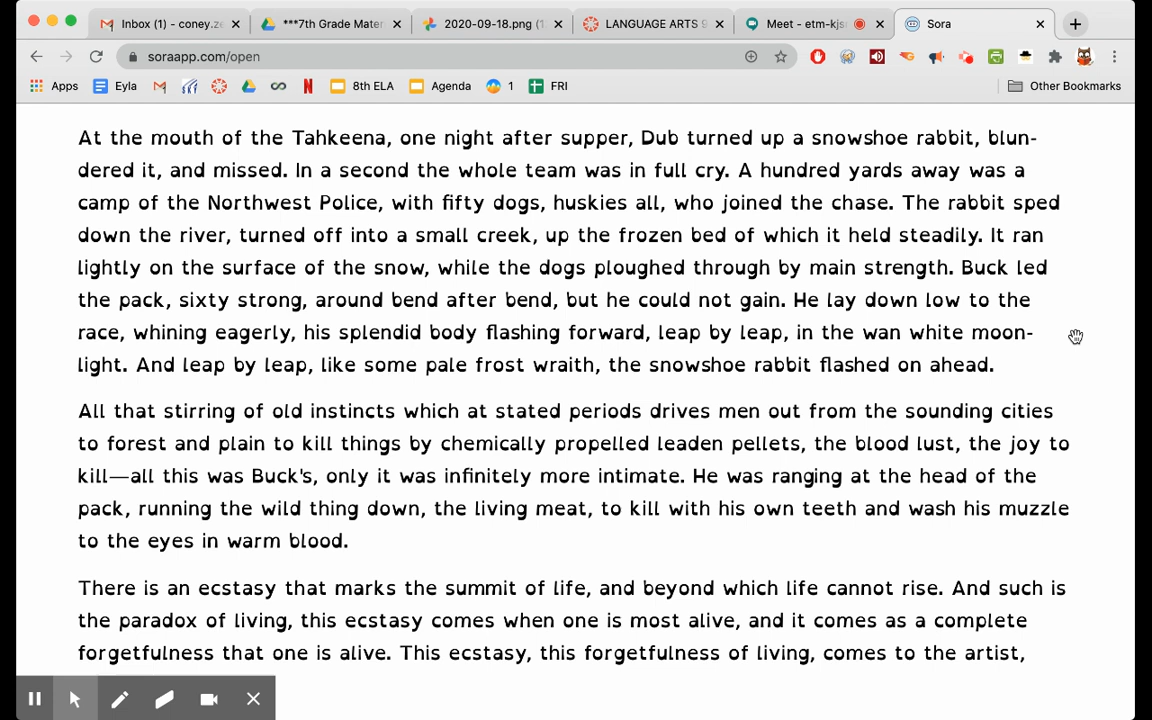 Inbox (1) - coney.z
***7th Grade Mater
2020-09-18.png (1
LANGUAGE ARTS 9
Meet - etm-kjs
Sora
soraapp.com/open
Apps
Eyla
8th ELA
Agenda
1
FRI
Other Bookmarks
At the mouth of the Tahkeena, one night after supper, Dub turned up a snowshoe rabbit, blun-
dered it, and missed. In a second the whole team was in full cry. A hundred yards away was a
camp of the Northwest Police, with fifty dogs, huskies all, who joined the chase. The rabbit sped
down the river, turned off into a small creek, up the frozen bed of which it held steadily. It ran
lightly on the surface of the snow, while the dogs ploughed through by main strength. Buck led
the pack, sixty strong, around bend after bend, but he could not gain. He lay down low to the
race, whining eagerly, his splendid body flashing forward, leap by leap, in the wan white moon-
light. And leap by leap, like some pale frost wraith, the snowshoe rabbit flashed on ahead.
All that stirring of old instincts which at stated periods drives men out from the sounding cities
to forest and plain to kill things by chemically propelled leaden pellets, the blood lust, the joy to
kill—all this was Buck's, only it was infinitely more intimate. He was ranging at the head of the
pack, running the wild thing down, the living meat, to kill with his own teeth and wash his muzzle
to the eyes in warm blood.
There is an ecstasy that marks the summit of life, and beyond which life cannot rise. And such is
the paradox of living, this ecstasy comes when one is most alive, and it comes as a complete
forgetfulness that one is alive. This ecstasy, this forgetfulness of living, comes to the artist,